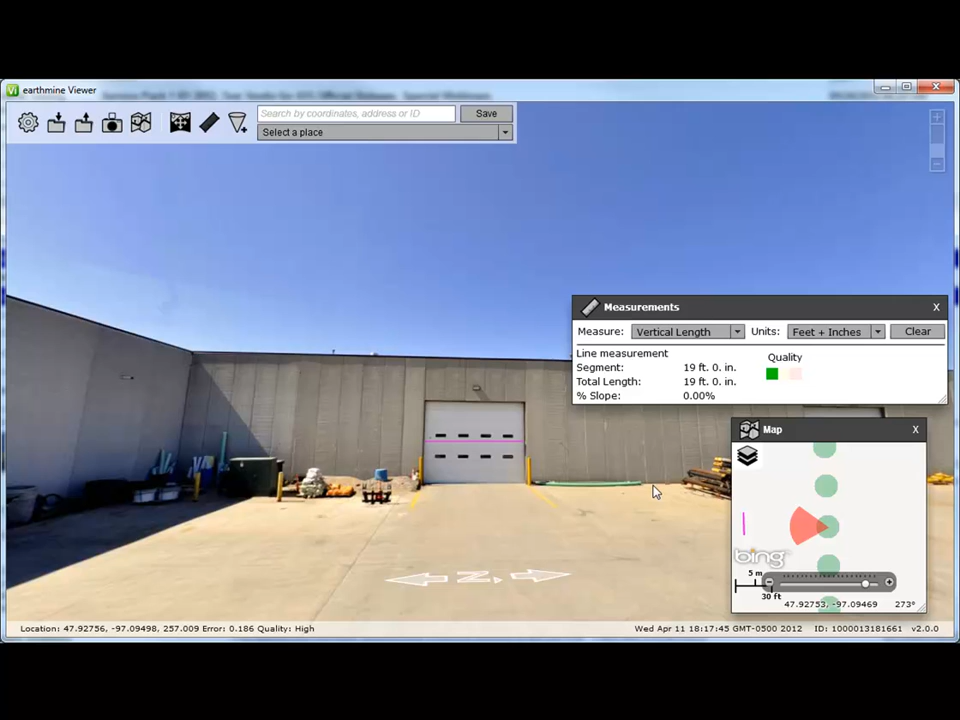 Vi earthmine Viewer
Search by coordinates, address or ID
Save
Select a place
Measurements X
Measure: Vertical Length Units: Feet + Inches Clear
Line measurement
Quality
Segment: 19 ft. 0. in.
Total Length: 19 ft. 0. in.
% Slope: 0.00%
Map X
N
bing
5 m
30 ft
47.92753, -97.09469 273°
Location: 47.92756, -97.09498, 257.009 Error: 0.186 Quality: High
Wed Apr 11 18:17:45 GMT-0500 2012 ID: 1000013181661 v2.0.0